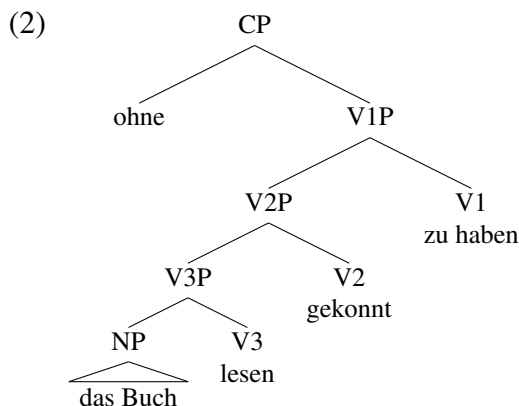 (2) CP
ohne V1P
V2P V1
zu haben
V3P V2
gekonnt
NP V3
lesen
das Buch